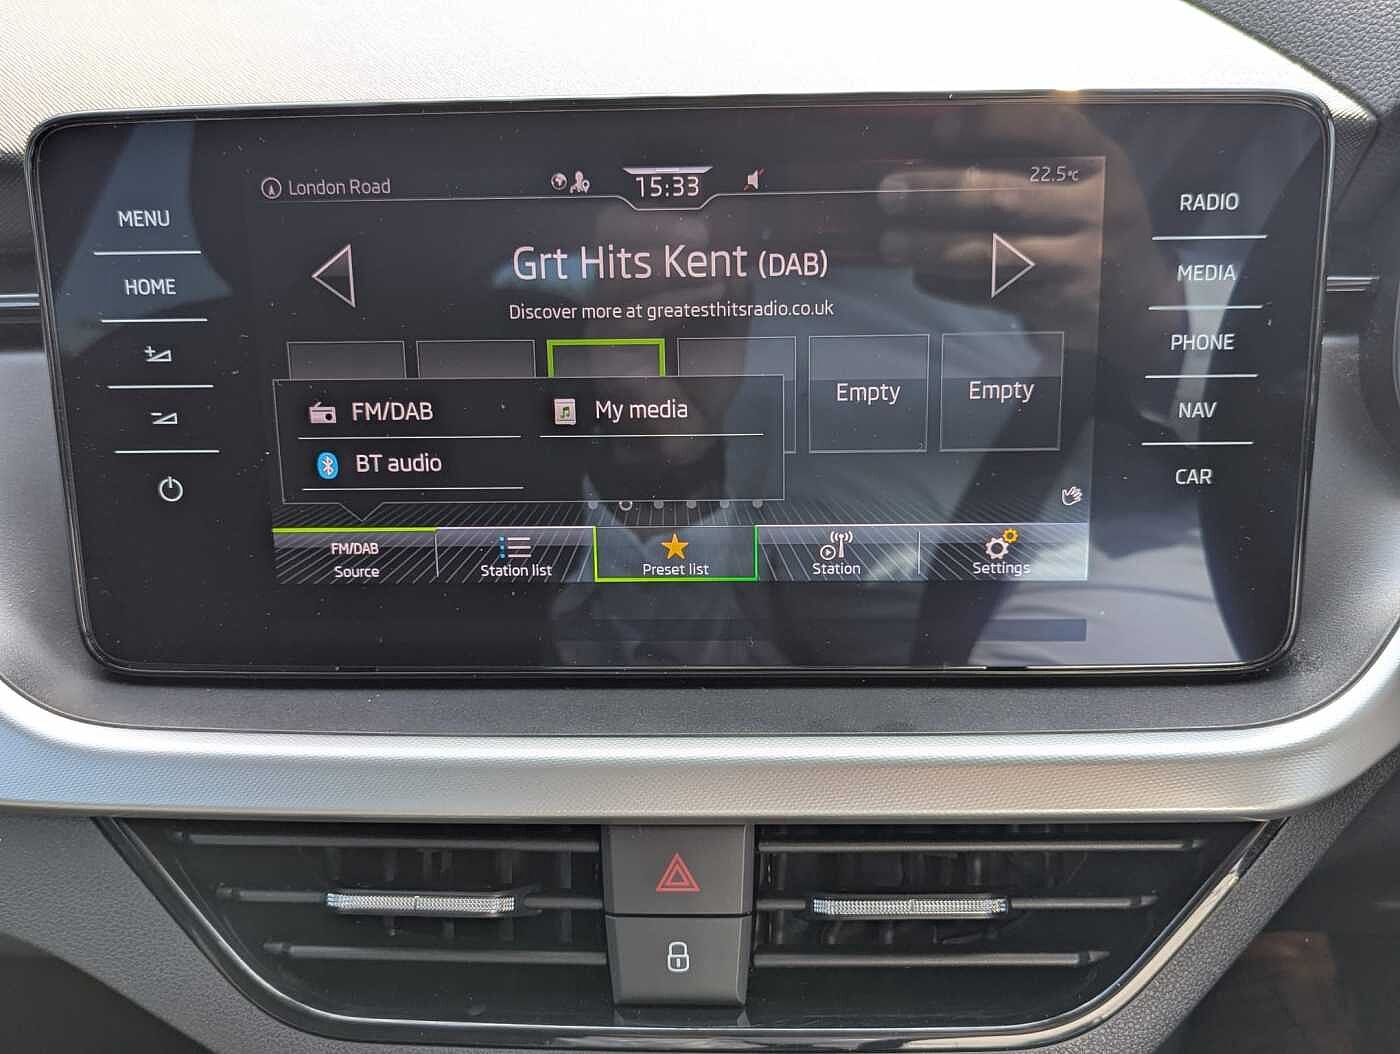 London Road
15:33
22.5°C
MENU
HOME
RADIO
MEDIA
PHONE
NAV
CAR
Grt Hits Kent (DAB)
Discover more at greatesthitsradio.co.uk
Empty
Empty
FM/DAB
My media
BT audio
FM/DAB
Source
Station list
Preset list
Station
Settings